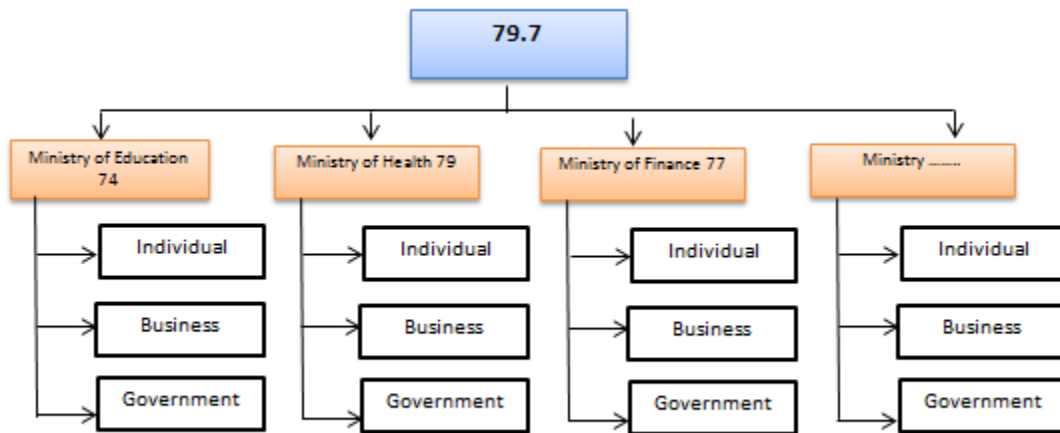 79.7
Ministry of Education
74
Ministry of Health 79
Ministry of Finance 77
Ministry ........
Individual
Individual
Individual
Individual
Business
Business
Business
Business
Government
Government
Government
Government